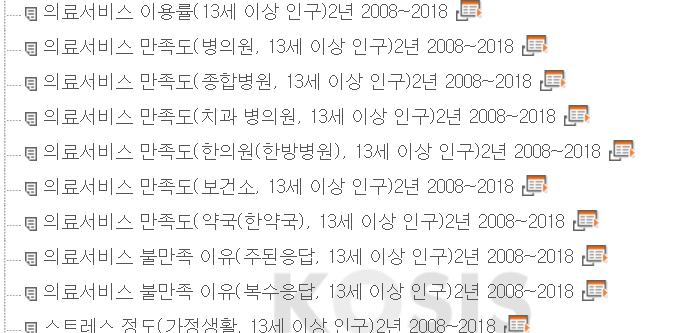 의료서비스 이용률(13세 이상 인구)2년 2008~2018
의료서비스 만족도(병의원, 13세 이상 인구)2년 2008~2018
의료서비스 만족도(종합병원, 13세 이상 인구)2년 2008~2018
의료서비스 만족도(치과 병의원, 13세 이상 인구)2년 2008~2018
의료서비스 만족도(한의원(한방병원), 13세 이상 인구)2년 2008~2018
의료서비스 만족도(보건소, 13세 이상 인구)2년 2008~2018
의료서비스 만족도(약국(한약국), 13세 이상 인구)2년 2008~2018
의료서비스 불만족 이유(주된응답, 13세 이상 인구)2년 2008~2018
KOSIS
의료서비스 불만족 이유(복수응답, 13세 이상 인구)2년 2008~2018
스트레스 정도(가정생활, 13세 이상 인구)2년 2008~2018